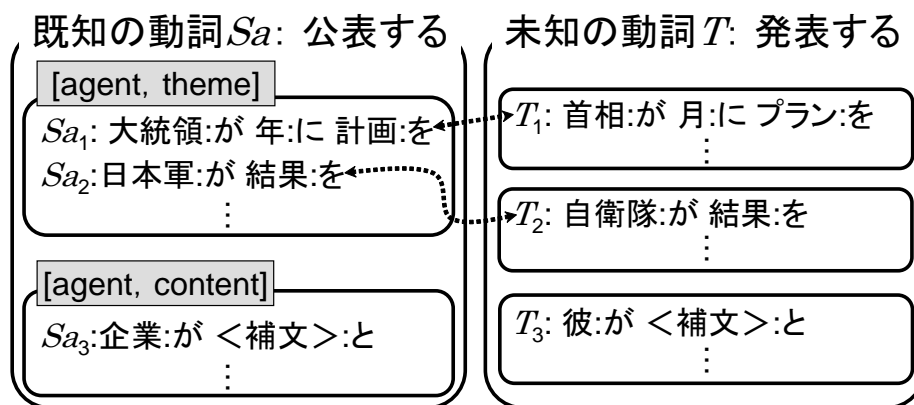 既知の動詞Sa: 公表する
[agent, theme]
Sa1: 大統領:が 年:に 計画:を
Sa2:日本軍:が 結果:を
⋮
[agent, content]
Sa3:企業:が ＜補文＞:と
⋮
未知の動詞T: 発表する
T1: 首相:が 月:に プラン:を
⋮
T2: 自衛隊:が 結果:を
⋮
T3: 彼:が ＜補文＞:と
⋮